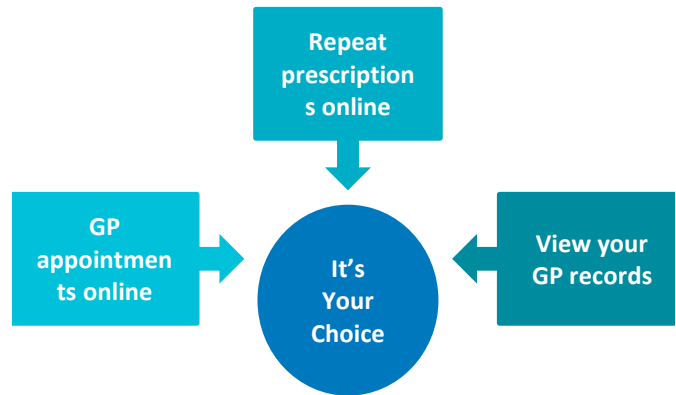 Repeat
prescription
s online
GP
appointmen
ts online
It’s
Your
Choice
View your
GP records